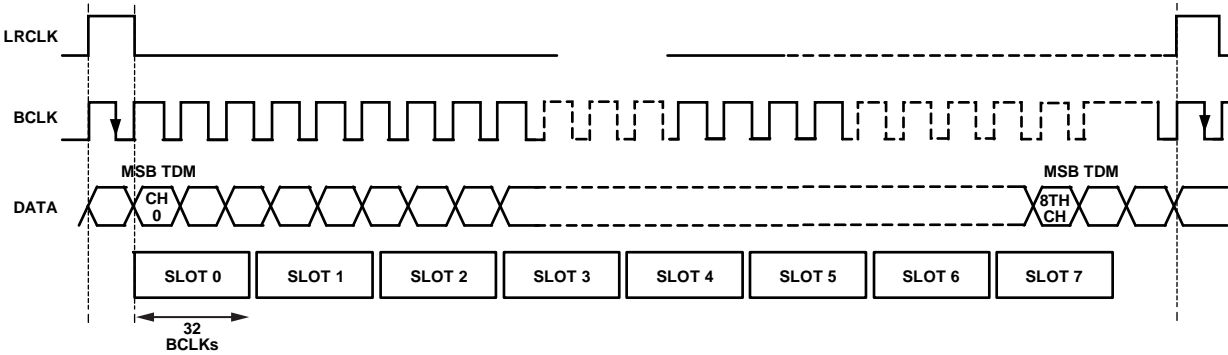 LRCLK
BCLK
MSB TDM
MSB TDM
DATA
CH
0
8TH
CH
SLOT 0
SLOT 1
SLOT 2
SLOT 3
SLOT 4
SLOT 5
SLOT 6
SLOT 7
32
BCLKs